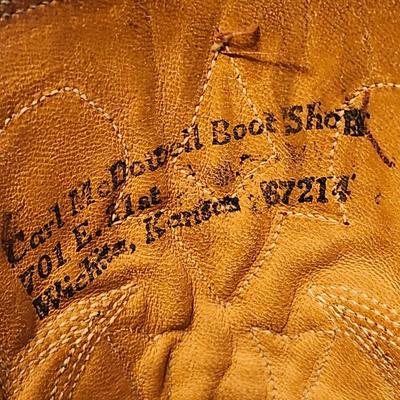 Carl McDowell Boot Shop
701 E. 21st
Wichita, Kansas 67214